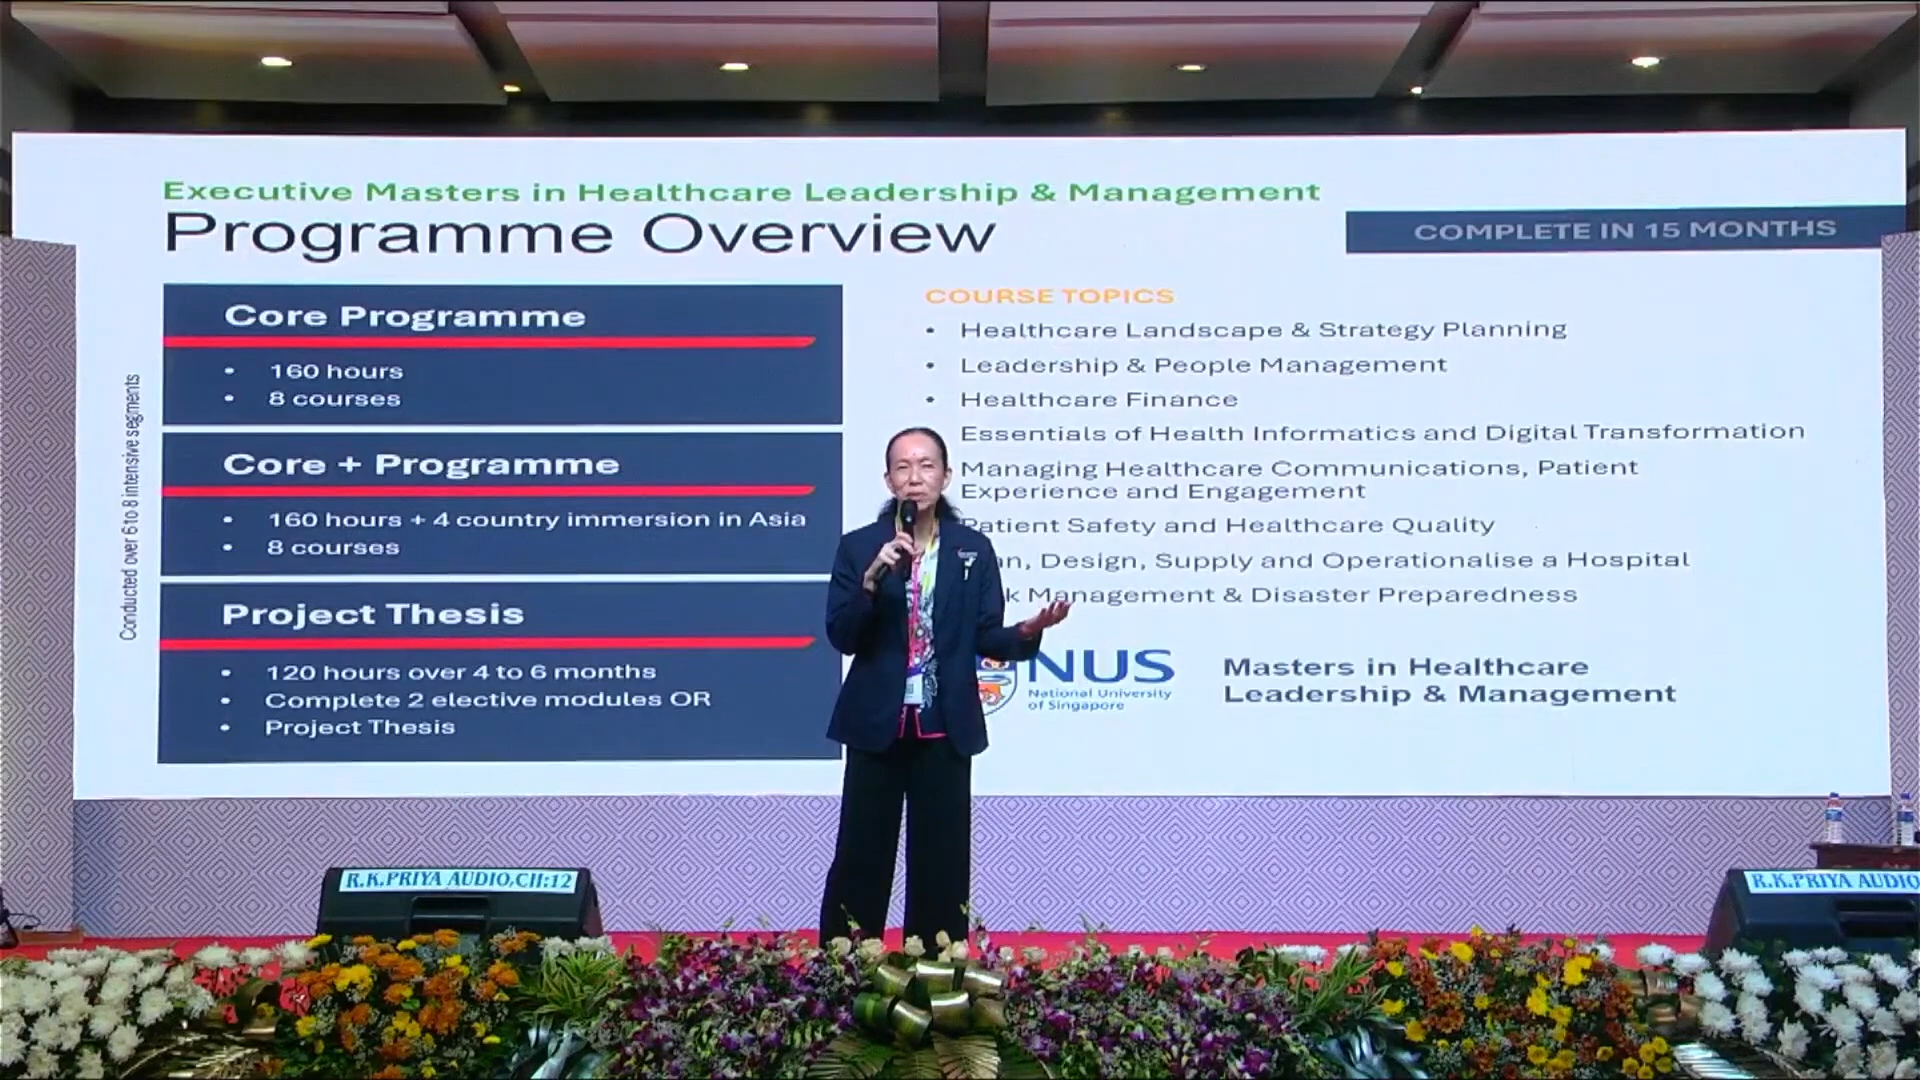 Executive Masters in Healthcare Leadership & Management
Programme Overview
COMPLETE IN 15 MONTHS
Conducted over 6 to 8 intensive segments
Core Programme
• 160 hours
• 8 courses
Core + Programme
• 160 hours + 4 country immersion in Asia
• 8 courses
Project Thesis
• 120 hours over 4 to 6 months
• Complete 2 elective modules OR
• Project Thesis
COURSE TOPICS
• Healthcare Landscape & Strategy Planning
• Leadership & People Management
• Healthcare Finance
Essentials of Health Informatics and Digital Transformation
Managing Healthcare Communications, Patient
Experience and Engagement
Patient Safety and Healthcare Quality
Design, Supply and Operationalise a Hospital
Management & Disaster Preparedness
NUS
National University
of Singapore
Masters in Healthcare
Leadership & Management
R.K.PRIYA AUDIO,CH:12
R.K.PRIYA AUDIO